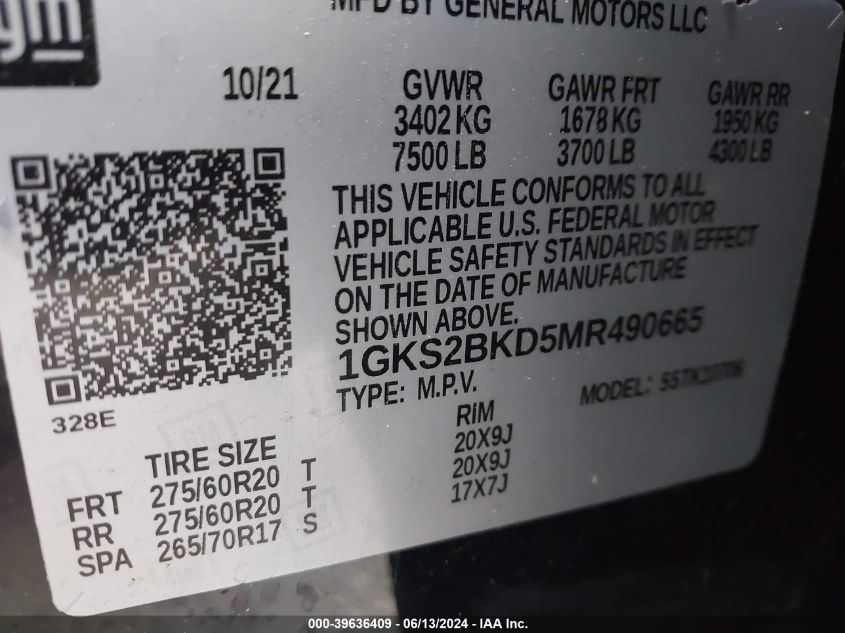 gm
MFD BY GENERAL MOTORS LLC
10/21 GVWR GAWR FRT GAWR RR
3402 KG 1678 KG 1950 KG
7500 LB 3700 LB 4300 LB
THIS VEHICLE CONFORMS TO ALL
APPLICABLE U.S. FEDERAL MOTOR
VEHICLE SAFETY STANDARDS IN EFFECT
ON THE DATE OF MANUFACTURE
SHOWN ABOVE.
1GKS2BKD5MR490665
TYPE: M.P.V. MODEL:
328E
TIRE SIZE RIM
FRT 275/60R20 T 20X9J
RR 275/60R20 T 20X9J
SPA 265/70R17 S 17X7J
000-39636409 - 06/13/2024 - IAA Inc.